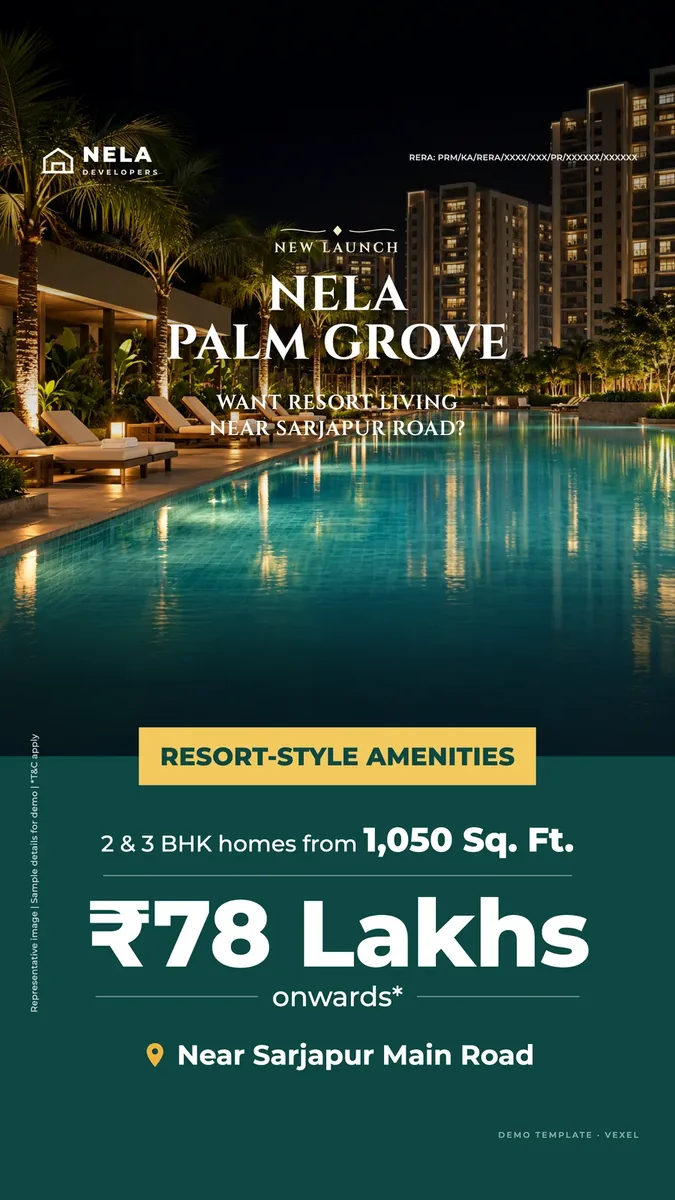 NELA
DEVELOPERS
RERA: PRM/KA/RERA/XXXX/XXX/PR/XXXXXX/XXXXXX
NEW LAUNCH
NELA
PALM GROVE
WANT RESORT LIVING
NEAR SARJAPUR ROAD?
RESORT-STYLE AMENITIES
2 & 3 BHK homes from 1,050 Sq. Ft.
₹78 Lakhs
onwards*
Near Sarjapur Main Road
Representative image | Sample details for demo | *T&C apply
DEMO TEMPLATE · VEXEL